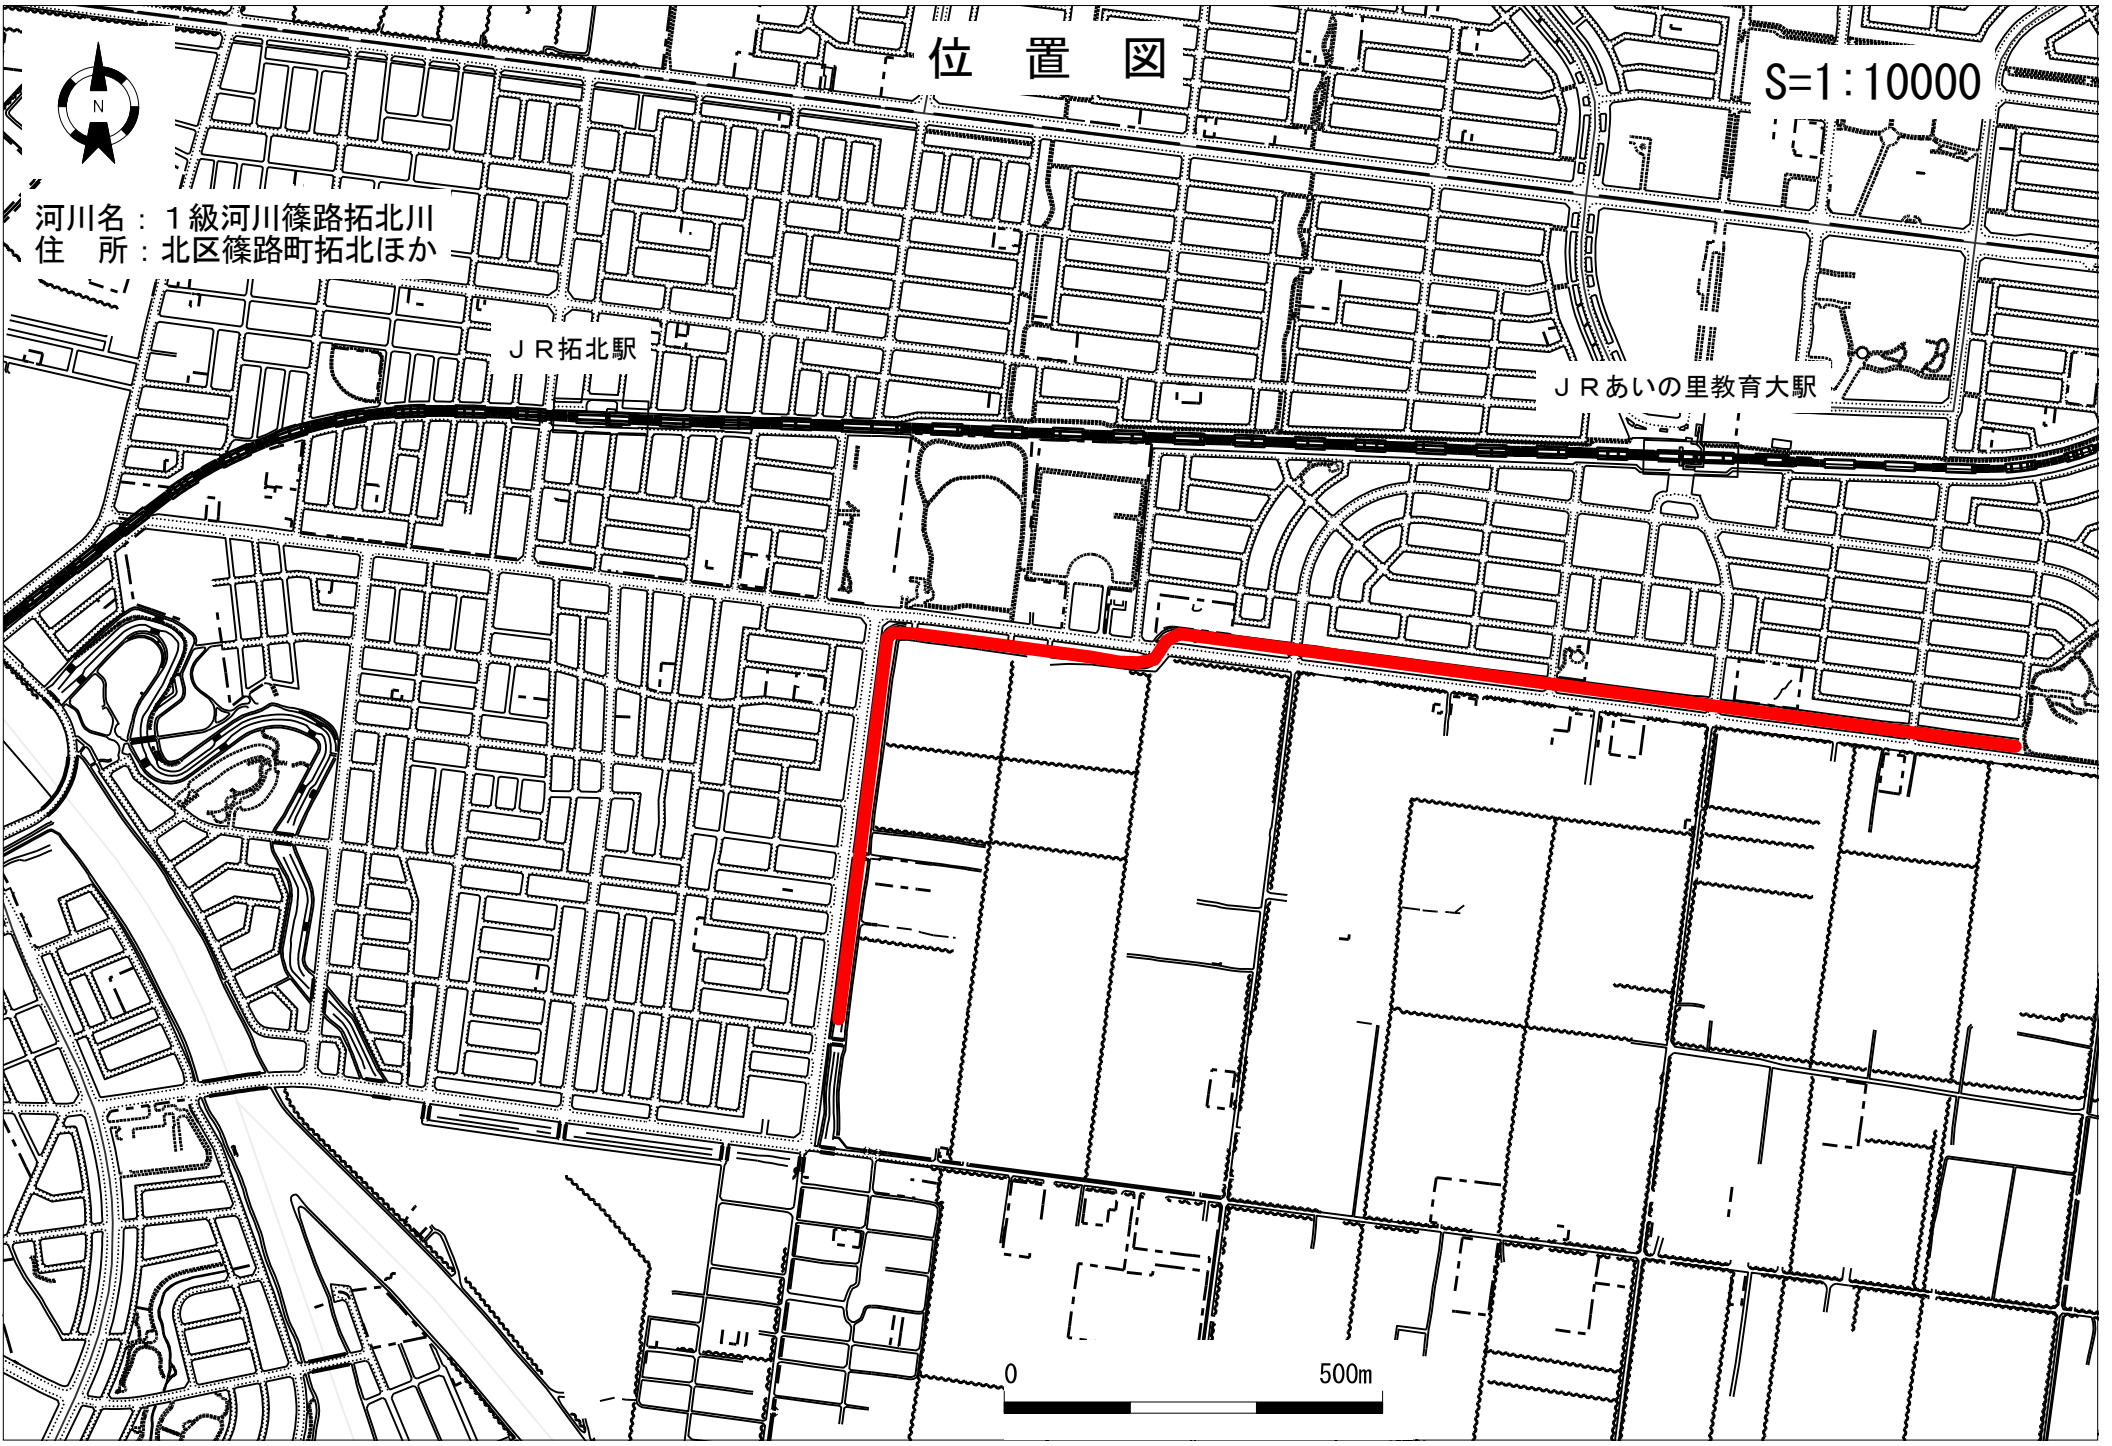 位 置 図
S=1:10000
N
河川名：１級河川篠路拓北川
住　所：北区篠路町拓北ほか
ＪＲ拓北駅
ＪＲあいの里教育大駅
0 500m